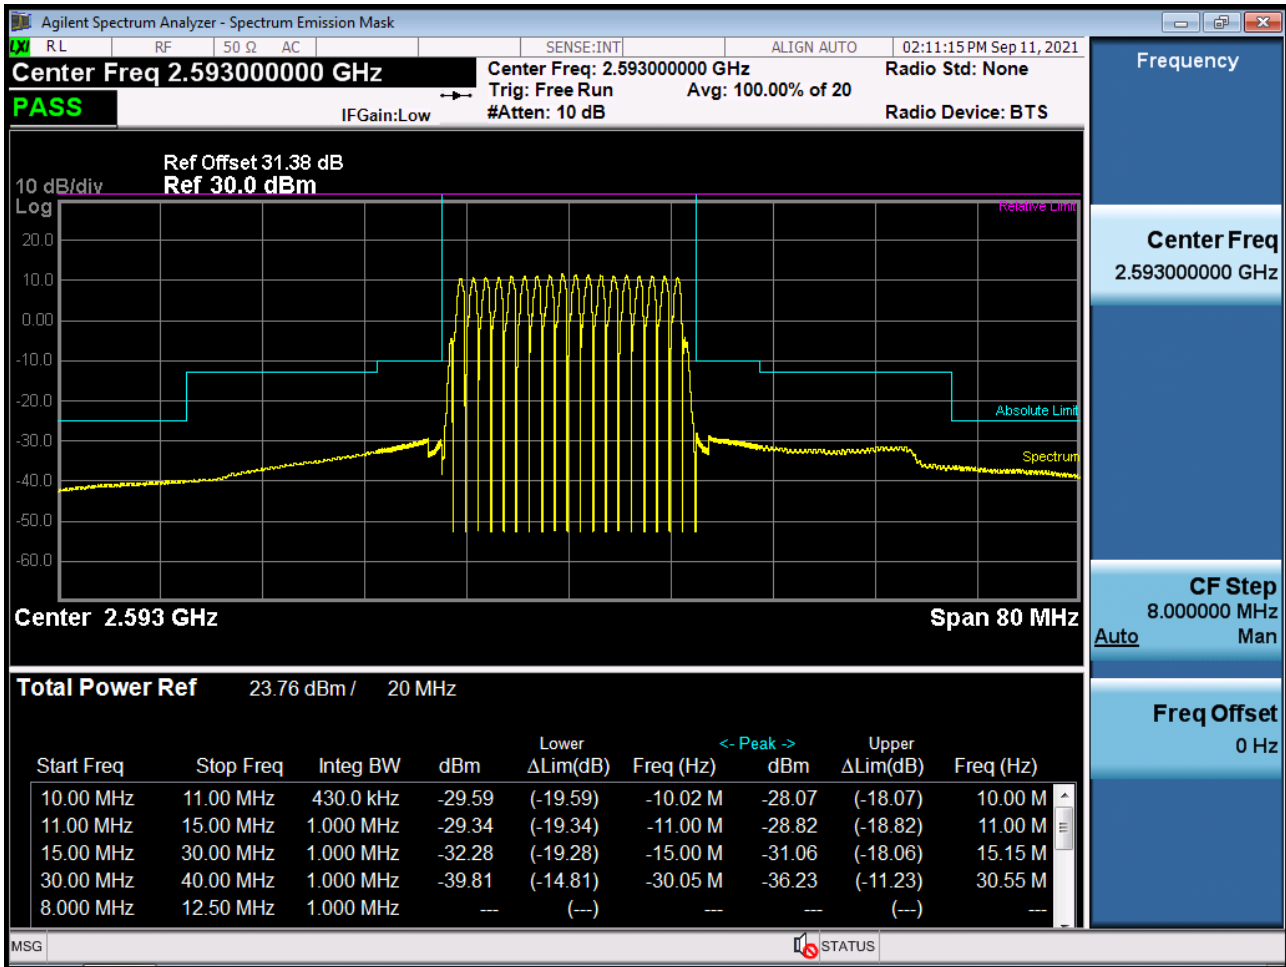 Agilent Spectrum Analyzer - Spectrum Emission Mask
LXI RL RF 50 Ω AC SENSE:INT ALIGN AUTO 02:11:15 PM Sep 11, 2021
Center Freq 2.593000000 GHz Center Freq: 2.593000000 GHz Radio Std: None
Trig: Free Run Avg: 100.00% of 20
PASS IFGain:Low #Atten: 10 dB Radio Device: BTS
Ref Offset 31.38 dB
10 dB/div Ref 30.0 dBm
Log
Relative Limit
20.0
10.0
0.00
-10.0
-20.0
Absolute Limit
-30.0
Spectrum
-40.0
-50.0
-60.0
Center 2.593 GHz Span 80 MHz
Total Power Ref 23.76 dBm / 20 MHz
Lower <- Peak -> Upper
Start Freq Stop Freq Integ BW dBm ΔLim(dB) Freq (Hz) dBm ΔLim(dB) Freq (Hz)
10.00 MHz 11.00 MHz 430.0 kHz -29.59 (-19.59) -10.02 M -28.07 (-18.07) 10.00 M
11.00 MHz 15.00 MHz 1.000 MHz -29.34 (-19.34) -11.00 M -28.82 (-18.82) 11.00 M
15.00 MHz 30.00 MHz 1.000 MHz -32.28 (-19.28) -15.00 M -31.06 (-18.06) 15.15 M
30.00 MHz 40.00 MHz 1.000 MHz -39.81 (-14.81) -30.05 M -36.23 (-11.23) 30.55 M
8.000 MHz 12.50 MHz 1.000 MHz --- (---) --- --- (---) ---
MSG STATUS
Frequency
Center Freq
2.593000000 GHz
CF Step
8.000000 MHz
Auto Man
Freq Offset
0 Hz